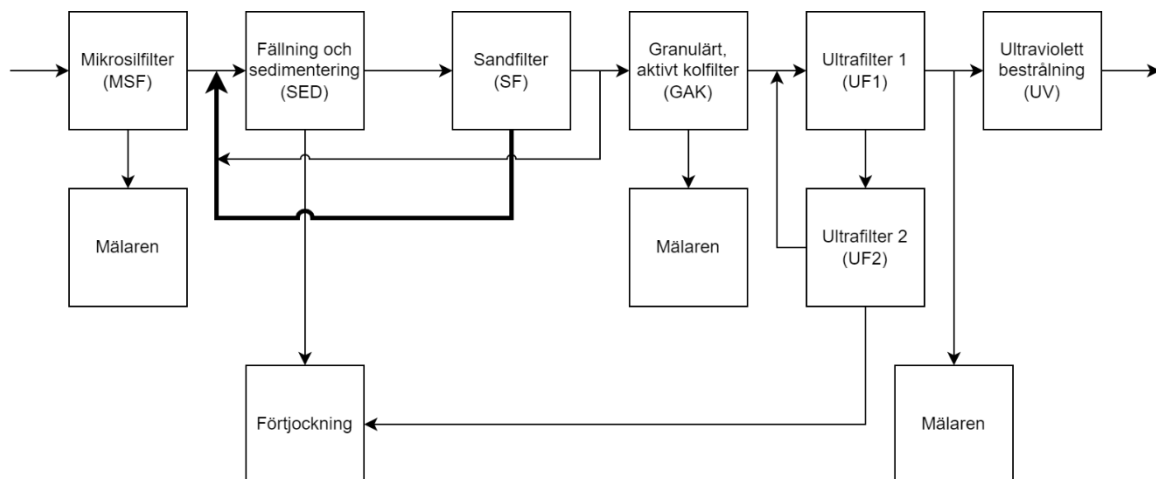 Mikrosilfilter
(MSF)
Fällning och
sedimentering
(SED)
Sandfilter
(SF)
Granulärt,
aktivt kolfilter
(GAK)
Ultrafilter 1
(UF1)
Ultraviolett
bestrålning
(UV)
Mälaren
Mälaren
Ultrafilter 2
(UF2)
Förtjockning
Mälaren